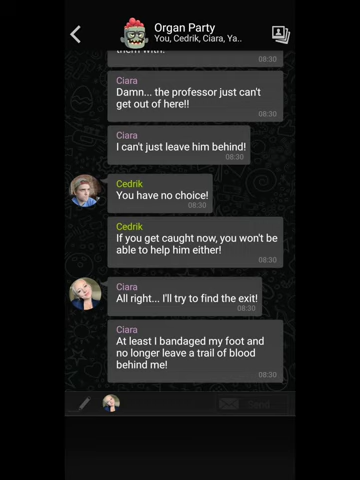 Organ Party
You, Cedrik, Ciara, Ya..
them with!
08:30
Ciara
Damn... the professor just can't
get out of here!!
08:30
Ciara
I can't just leave him behind!
08:30
Cedrik
You have no choice!
08:30
Cedrik
If you get caught now, you won't be
able to help him either!
08:30
Ciara
All right... I'll try to find the exit!
08:30
Ciara
At least I bandaged my foot and
no longer leave a trail of blood
behind me!
08:30
Send